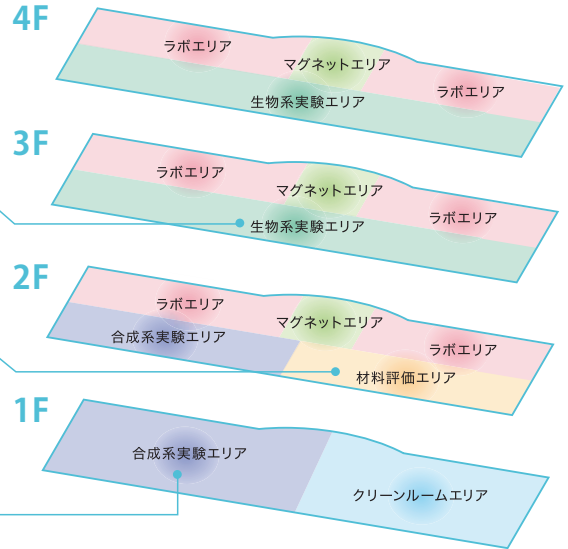 4F
ラボエリア
マグネットエリア
ラボエリア
生物系実験エリア
3F
ラボエリア
マグネットエリア
ラボエリア
生物系実験エリア
2F
ラボエリア
マグネットエリア
合成系実験エリア
ラボエリア
材料評価エリア
1F
合成系実験エリア
クリーンルームエリア